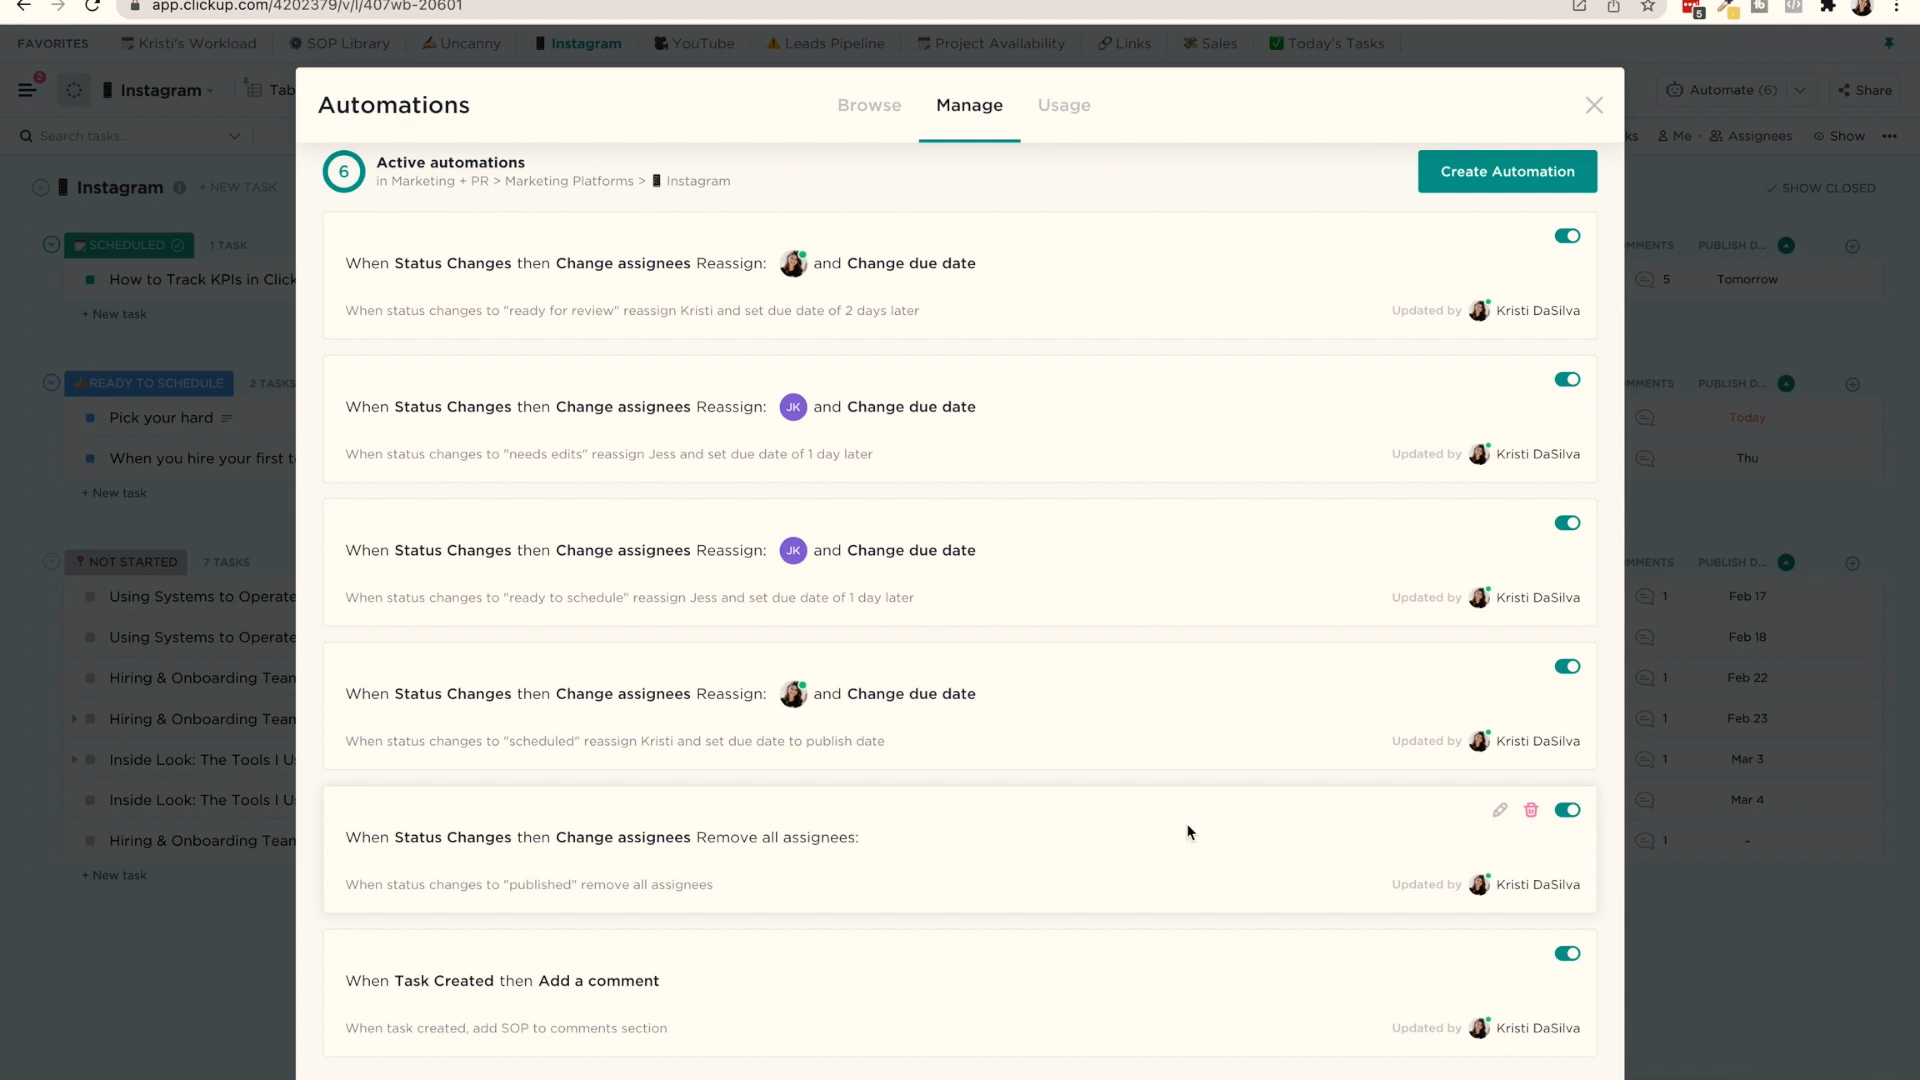 app.clickup.com/4202379/v/l/407wb-20601
5
FAVORITES Kristi's Workload SOP Library Uncanny Instagram YouTube Leads Pipeline Project Availability Links Sales Today's Tasks
2 Instagram Tab Automate (6) Share
Search tasks... ks Me Assignees Show
Automations Browse Manage Usage
6 Active automations Create Automation
in Marketing + PR > Marketing Platforms > Instagram
Instagram + NEW TASK SHOW CLOSED
SCHEDULED 1 TASK MMENTS PUBLISH D...
How to Track KPIs in Click 5 Tomorrow
+ New task
When Status Changes then Change assignees Reassign: and Change due date
When status changes to "ready for review" reassign Kristi and set due date of 2 days later Updated by Kristi DaSilva
READY TO SCHEDULE 2 TASKS MMENTS PUBLISH D...
Pick your hard Today
When you hire your first t Thu
+ New task
When Status Changes then Change assignees Reassign: JK and Change due date
When status changes to "needs edits" reassign Jess and set due date of 1 day later Updated by Kristi DaSilva
When Status Changes then Change assignees Reassign: JK and Change due date
When status changes to "ready to schedule" reassign Jess and set due date of 1 day later Updated by Kristi DaSilva
NOT STARTED 7 TASKS MMENTS PUBLISH D...
Using Systems to Operate 1 Feb 17
Using Systems to Operate Feb 18
Hiring & Onboarding Tean 1 Feb 22
Hiring & Onboarding Tean 1 Feb 23
Inside Look: The Tools I U 1 Mar 3
Inside Look: The Tools I U Mar 4
Hiring & Onboarding Tean 1 -
+ New task
When Status Changes then Change assignees Reassign: and Change due date
When status changes to "scheduled" reassign Kristi and set due date to publish date Updated by Kristi DaSilva
When Status Changes then Change assignees Remove all assignees:
When status changes to "published" remove all assignees Updated by Kristi DaSilva
When Task Created then Add a comment
When task created, add SOP to comments section Updated by Kristi DaSilva